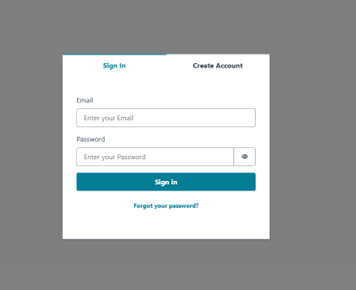 Sign In
Create Account
Email
Enter your Email
Password
Enter your Password
Sign in
Forgot your password?